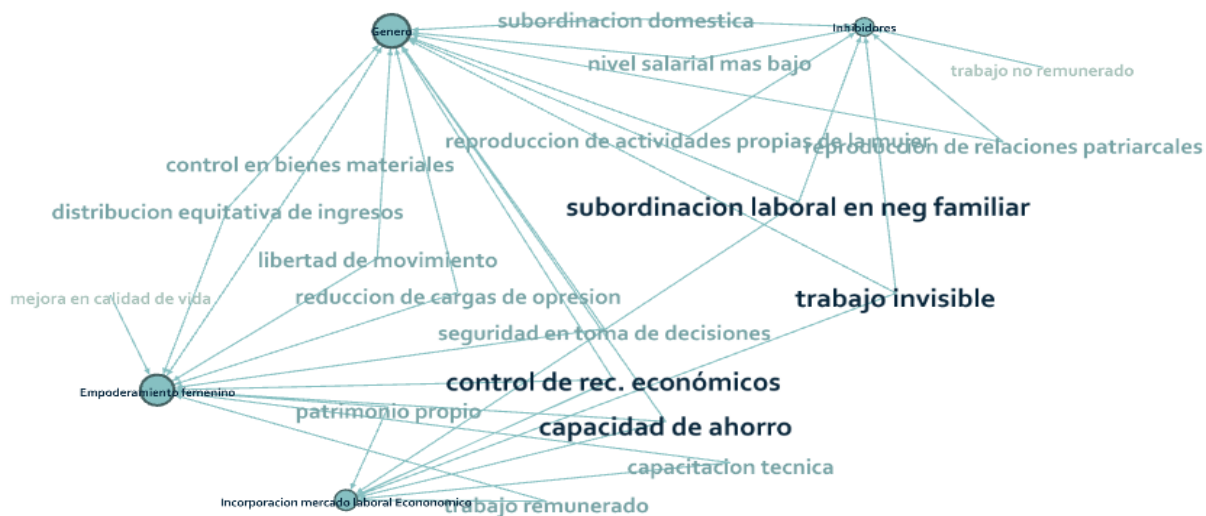 subordinacion domestica
Genero
Inhibidores
nivel salarial mas bajo
trabajo no remunerado
reproduccion de actividades propias de la mujer
reproduccion de relaciones patriarcales
control en bienes materiales
distribucion equitativa de ingresos
subordinacion laboral en neg familiar
libertad de movimiento
mejora en calidad de vida
reduccion de cargas de opresion
trabajo invisible
seguridad en toma de decisiones
control de rec. económicos
Empoderamiento femenino
patrimonio propio
capacidad de ahorro
capacitacion tecnica
Incorporacion mercado laboral Econonomico
trabajo remunerado